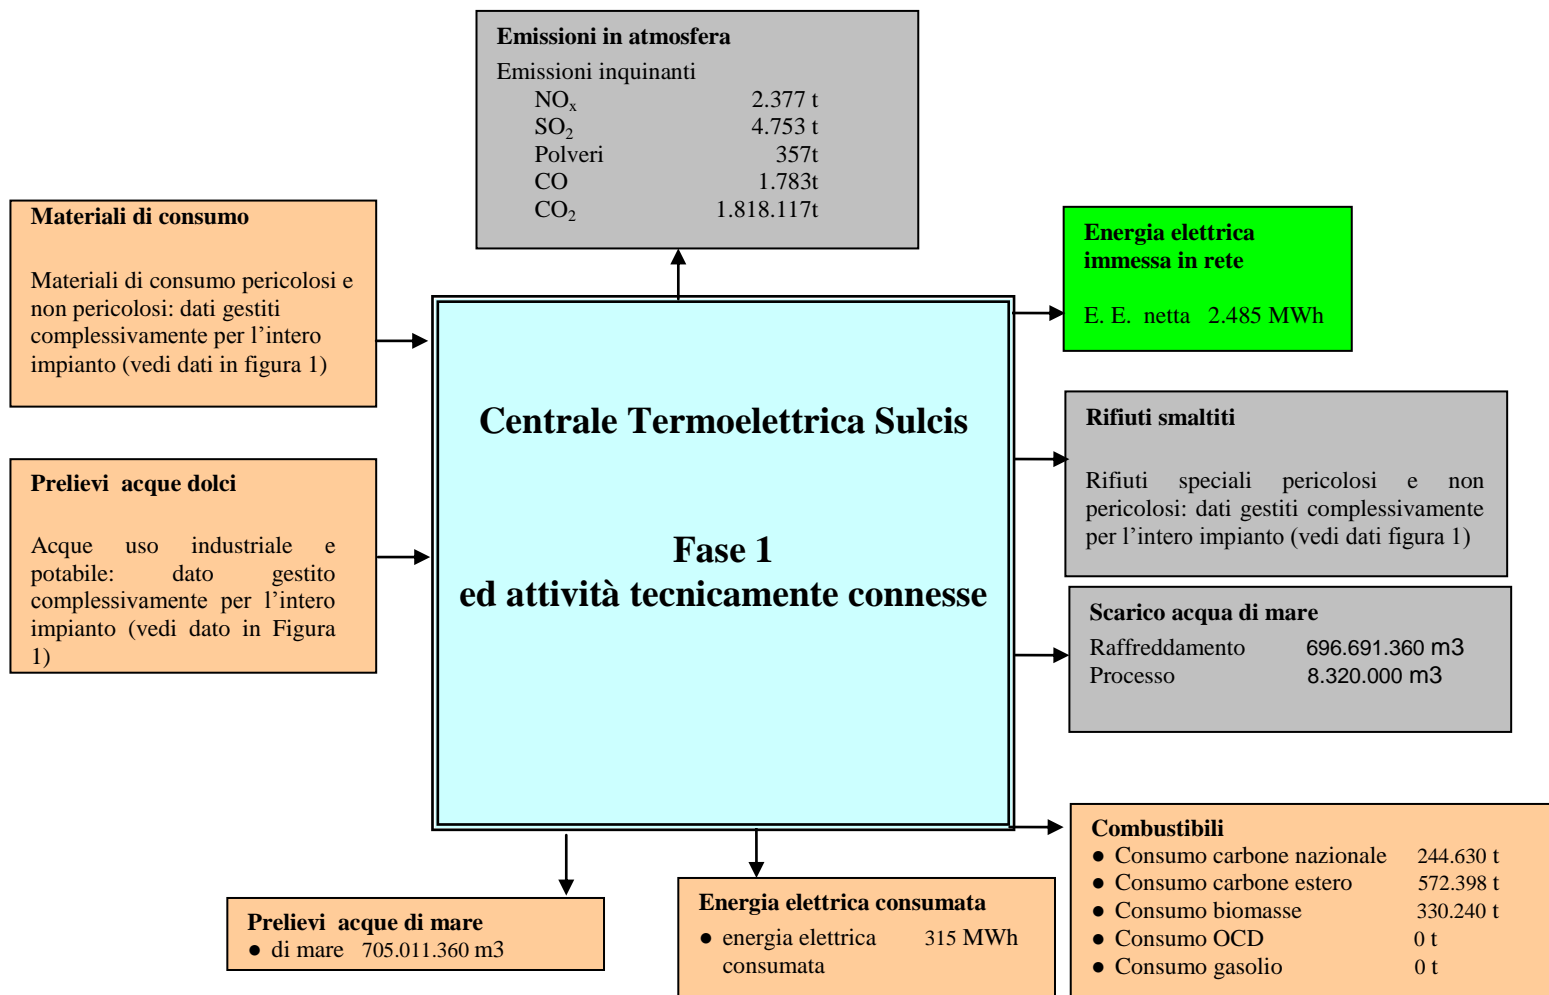 Emissioni in atmosfera
Emissioni inquinanti
NOx 2.377 t
SO2 4.753 t
Polveri 357t
CO 1.783t
CO2 1.818.117t
Materiali di consumo
Materiali di consumo pericolosi e
non pericolosi: dati gestiti
complessivamente per l’intero
impianto (vedi dati in figura 1)
Energia elettrica
immessa in rete
E. E. netta 2.485 MWh
Centrale Termoelettrica Sulcis
Fase 1
ed attività tecnicamente connesse
Rifiuti smaltiti
Rifiuti speciali pericolosi e non
pericolosi: dati gestiti complessivamente
per l’intero impianto (vedi dati figura 1)
Prelievi acque dolci
Acque uso industriale e
potabile: dato gestito
complessivamente per l’intero
impianto (vedi dato in Figura
1)
Scarico acqua di mare
Raffreddamento 696.691.360 m3
Processo 8.320.000 m3
Combustibili
● Consumo carbone nazionale 244.630 t
● Consumo carbone estero 572.398 t
● Consumo biomasse 330.240 t
● Consumo OCD 0 t
● Consumo gasolio 0 t
Energia elettrica consumata
● energia elettrica 315 MWh
consumata
Prelievi acque di mare
● di mare 705.011.360 m3